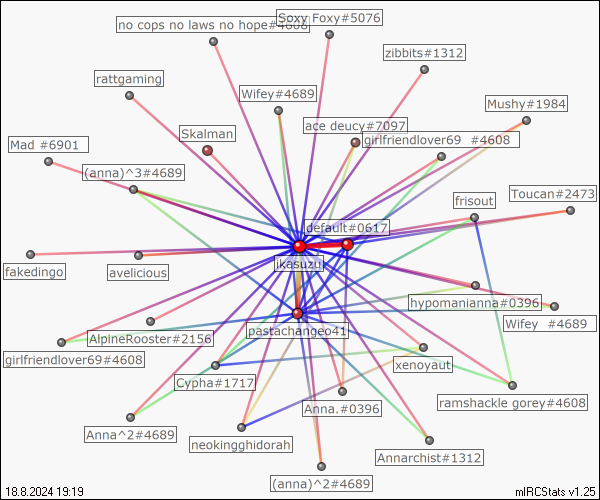 no cops no laws no hope#4608
Soxy Foxy#5076
zibbits#1312
rattgaming
Wifey#4689
Mushy#1984
ace deucy#7097
Skalman
girlfriendlover69 #4608
Mad #6901
(anna)^3#4689
Toucan#2473
frisout
default#0617
jkasuzu
fakedingo
avelicious
hypomanianna#0396
Wifey #4689
AlpineRooster#2156
pastachangeo41
girlfriendlover69#4608
xenoyaut
Cypha#1717
Anna.#0396
ramshackle gorey#4608
Anna^2#4689
neokingghidorah
Annarchist#1312
(anna)^2#4689
18.8.2024 19:19
mIRCStats v1.25